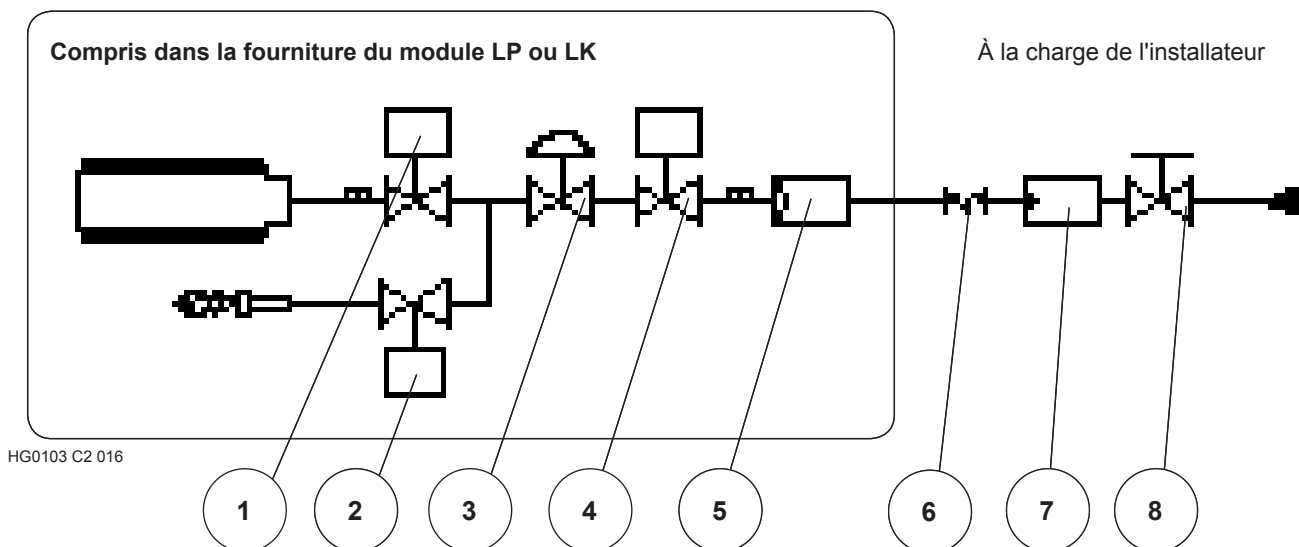 Compris dans la fourniture du module LP ou LK
À la charge de l'installateur
HG0103 C2 016
1 2 3 4 5 6 7 8